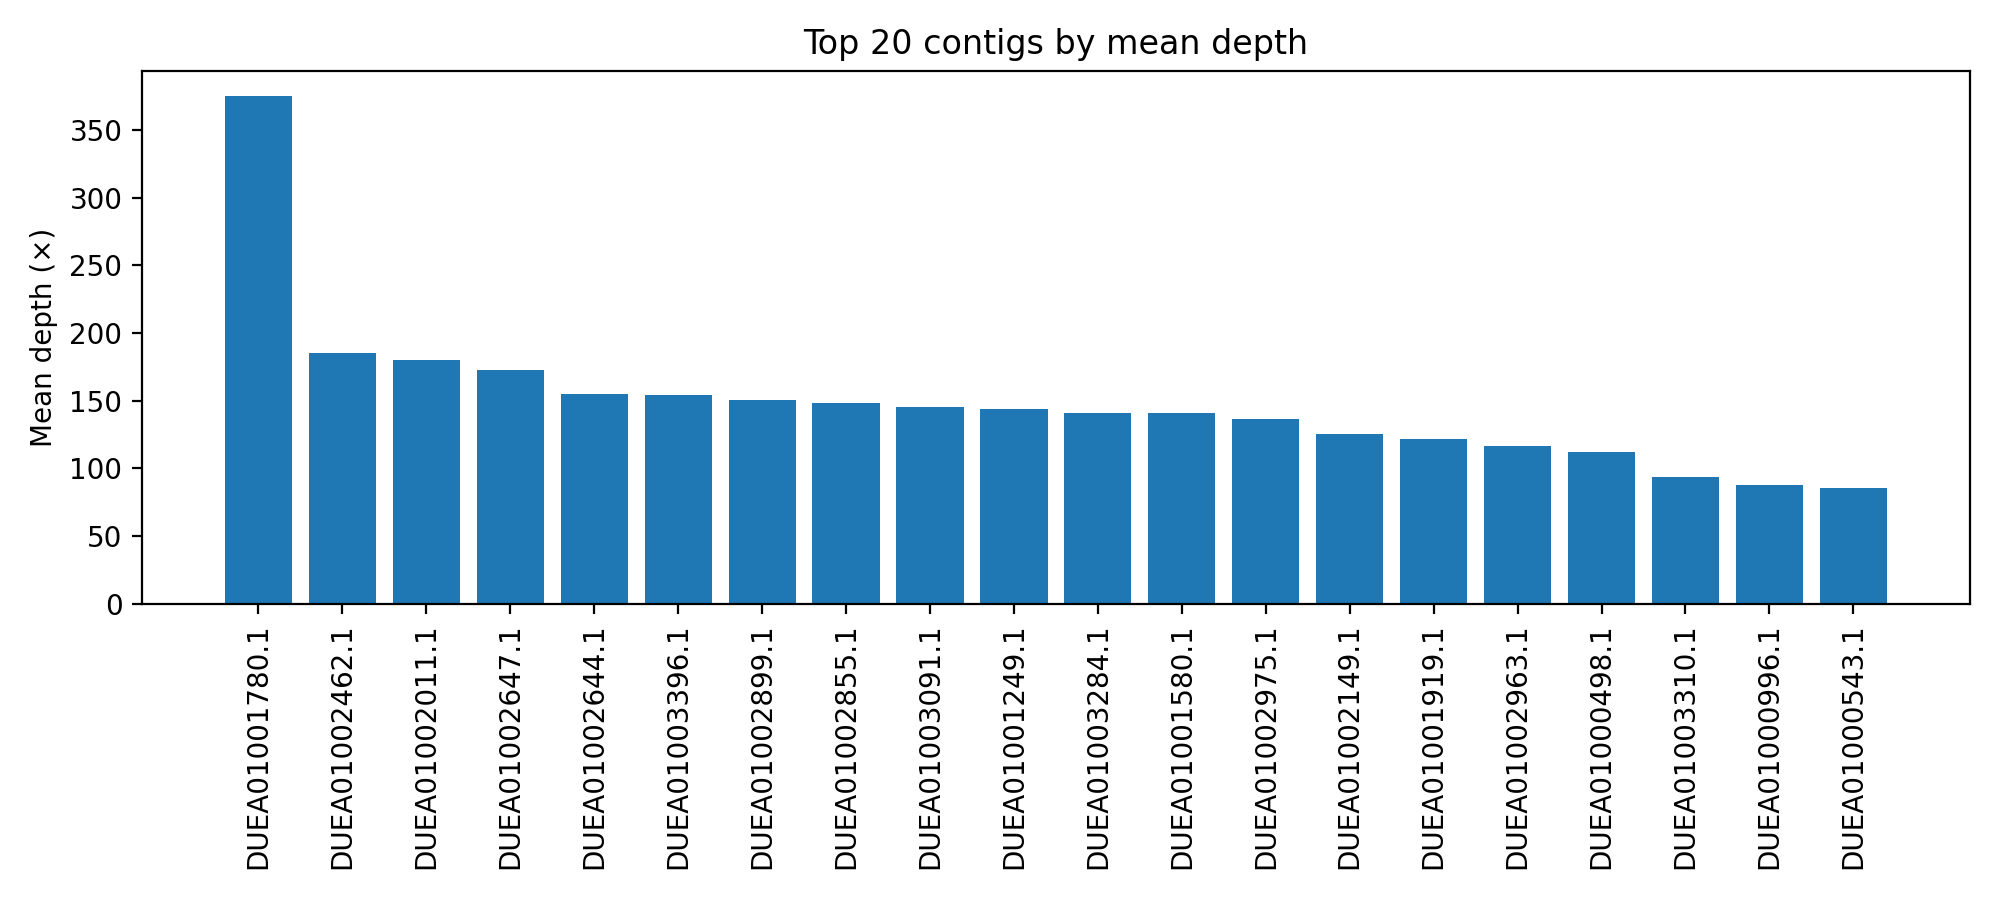 Top 20 contigs by mean depth
Mean depth (×)
350
300
250
200
150
100
50
0
DUEA01001780.1
DUEA01002462.1
DUEA01002011.1
DUEA01002647.1
DUEA01002644.1
DUEA01003396.1
DUEA01002899.1
DUEA01002855.1
DUEA01003091.1
DUEA01001249.1
DUEA01003284.1
DUEA01001580.1
DUEA01002975.1
DUEA01002149.1
DUEA01001919.1
DUEA01002963.1
DUEA01000498.1
DUEA01003310.1
DUEA01000996.1
DUEA01000543.1